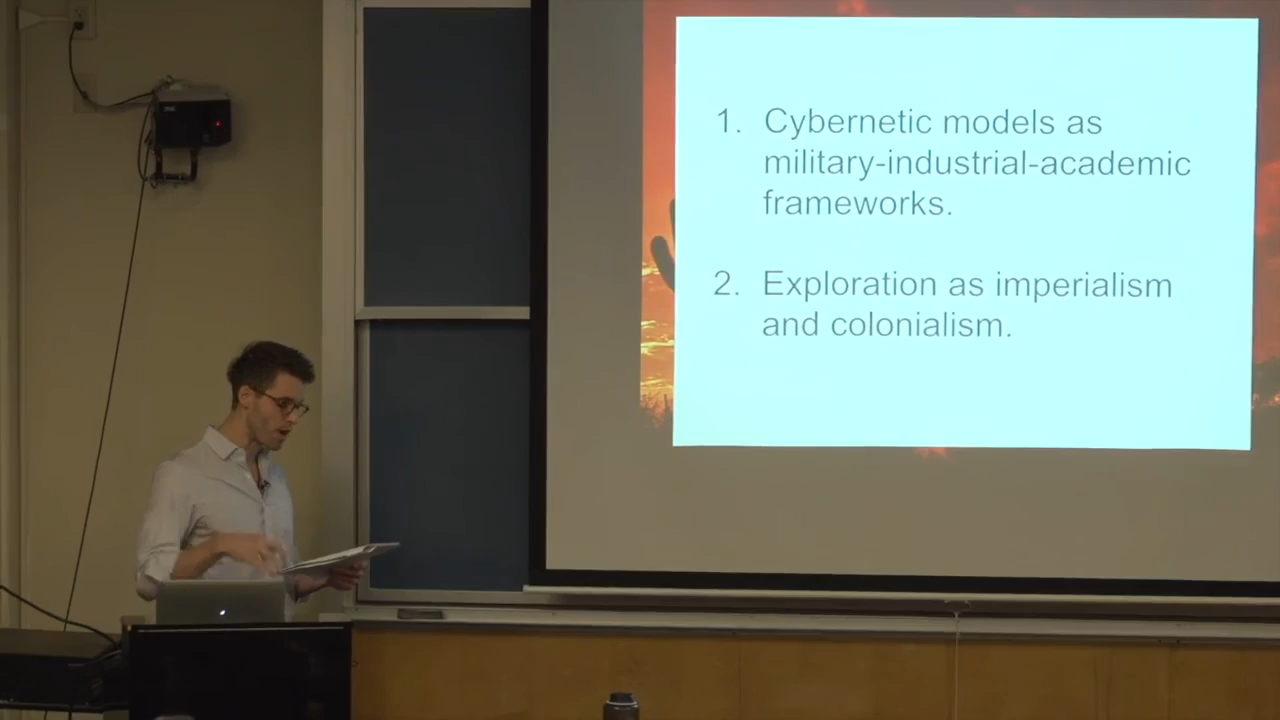 1. Cybernetic models as
military-industrial-academic
frameworks.
2. Exploration as imperialism
and colonialism.